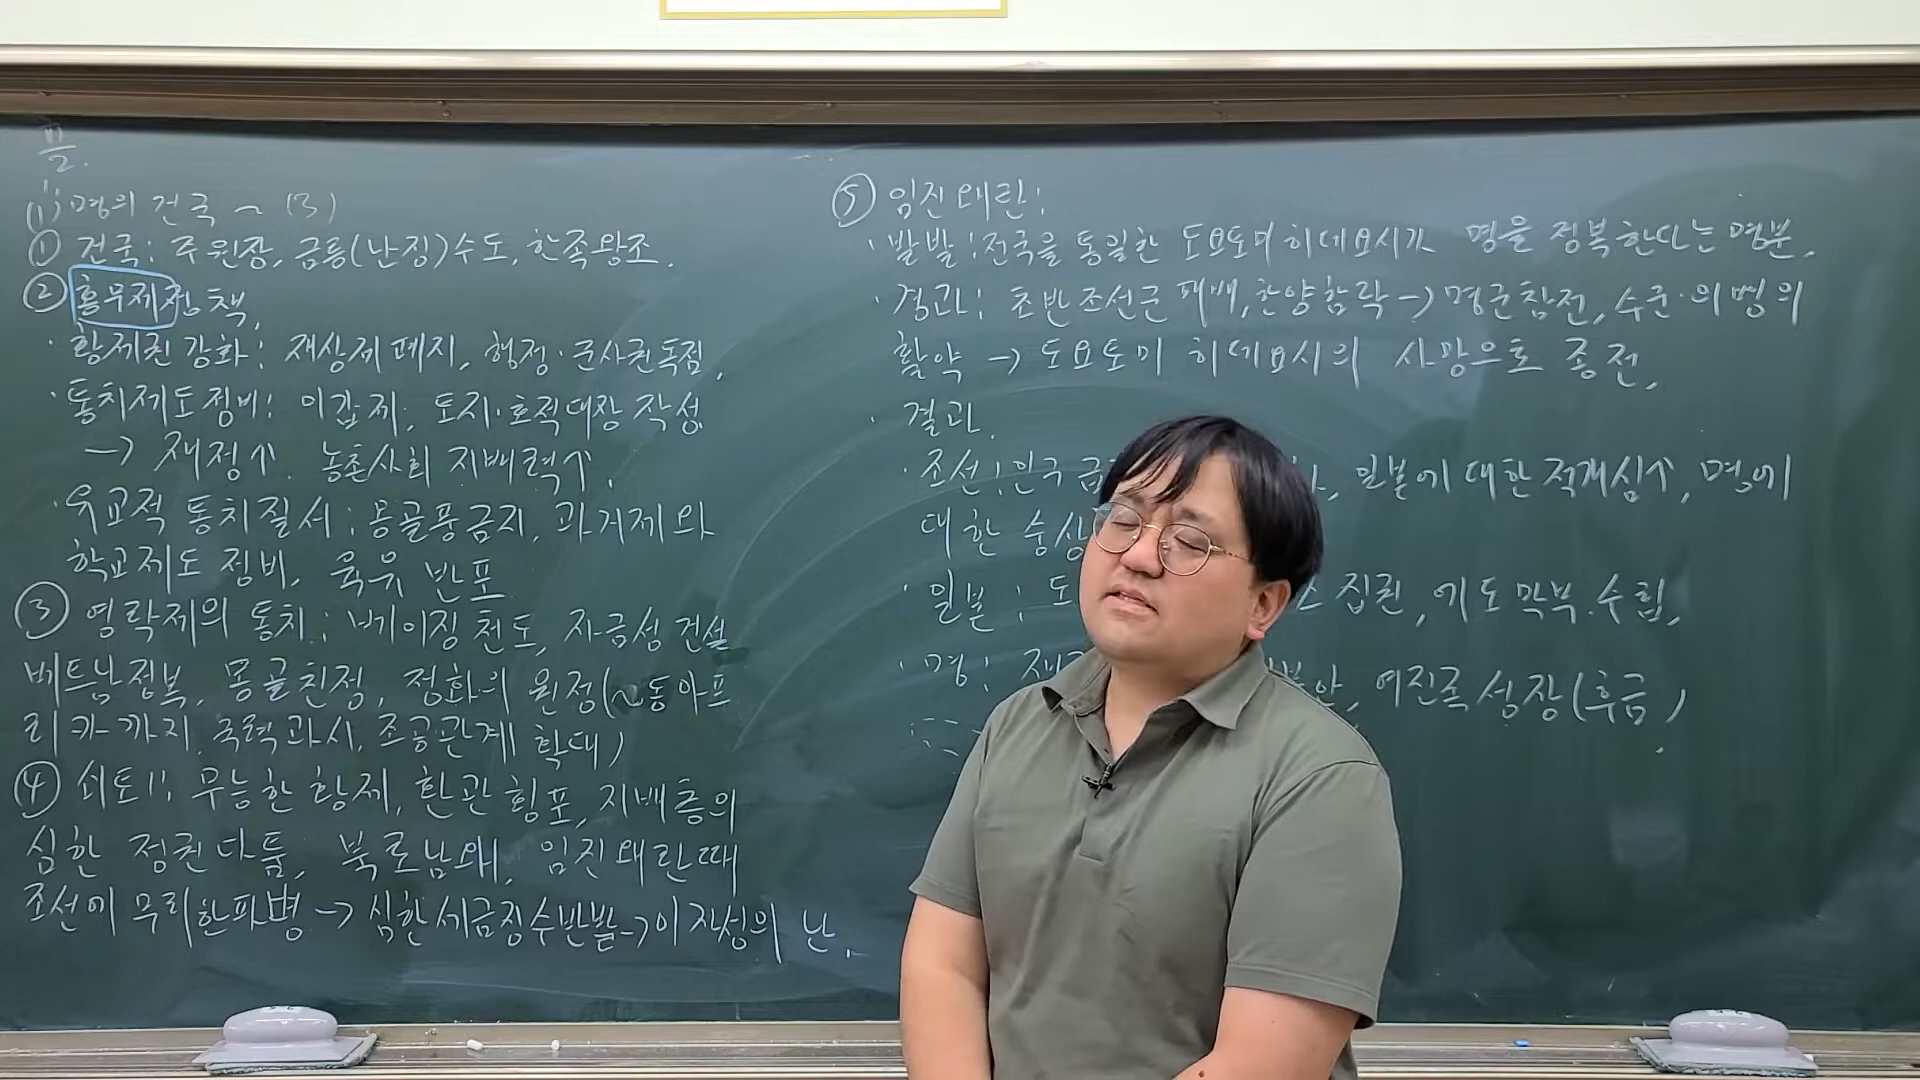 (1) 명의 건국 ~ (3)
① 건국: 주원장, 금릉(난징)수도, 한족왕조.
② 홍무제정책.
· 황제권 강화: 재상제 폐지, 행정·군사권독점.
· 통치제도정비: 이갑제, 토지·호적대장 작성
→ 재정↑. 농촌사회 지배력↑.
· 유교적 통치질서: 몽골풍금지, 과거제와
학교제도 정비, 육유 반포
③ 영락제의 통치: 베이징 천도, 자금성 건설
베트남정복, 몽골친정, 정화의 원정(~동아프
리카까지. 국력과시, 조공관계 확대)
④ 쇠퇴: 무능한 황제, 환관 횡포, 지배층의
심한 정권다툼, 북로남왜, 임진왜란때
조선에 무리한파병 → 심한세금징수반발→이자성의 난.
⑤ 임진왜란:
· 발발: 전국을 통일한 도요토미히데요시가 명을 정복한다는 명분.
· 경과: 초반조선군 패배, 한양함락→명군참전, 수군·의병의
활약 → 도요토미 히데요시의 사망으로 종전.
· 결과.
· 조선: 인구 급 일본에 대한 적개심↑, 명에
대한 숭상
· 일본: 도 스 집권, 에도 막부 수립.
· 명: 재 불안, 여진족성장(후금)